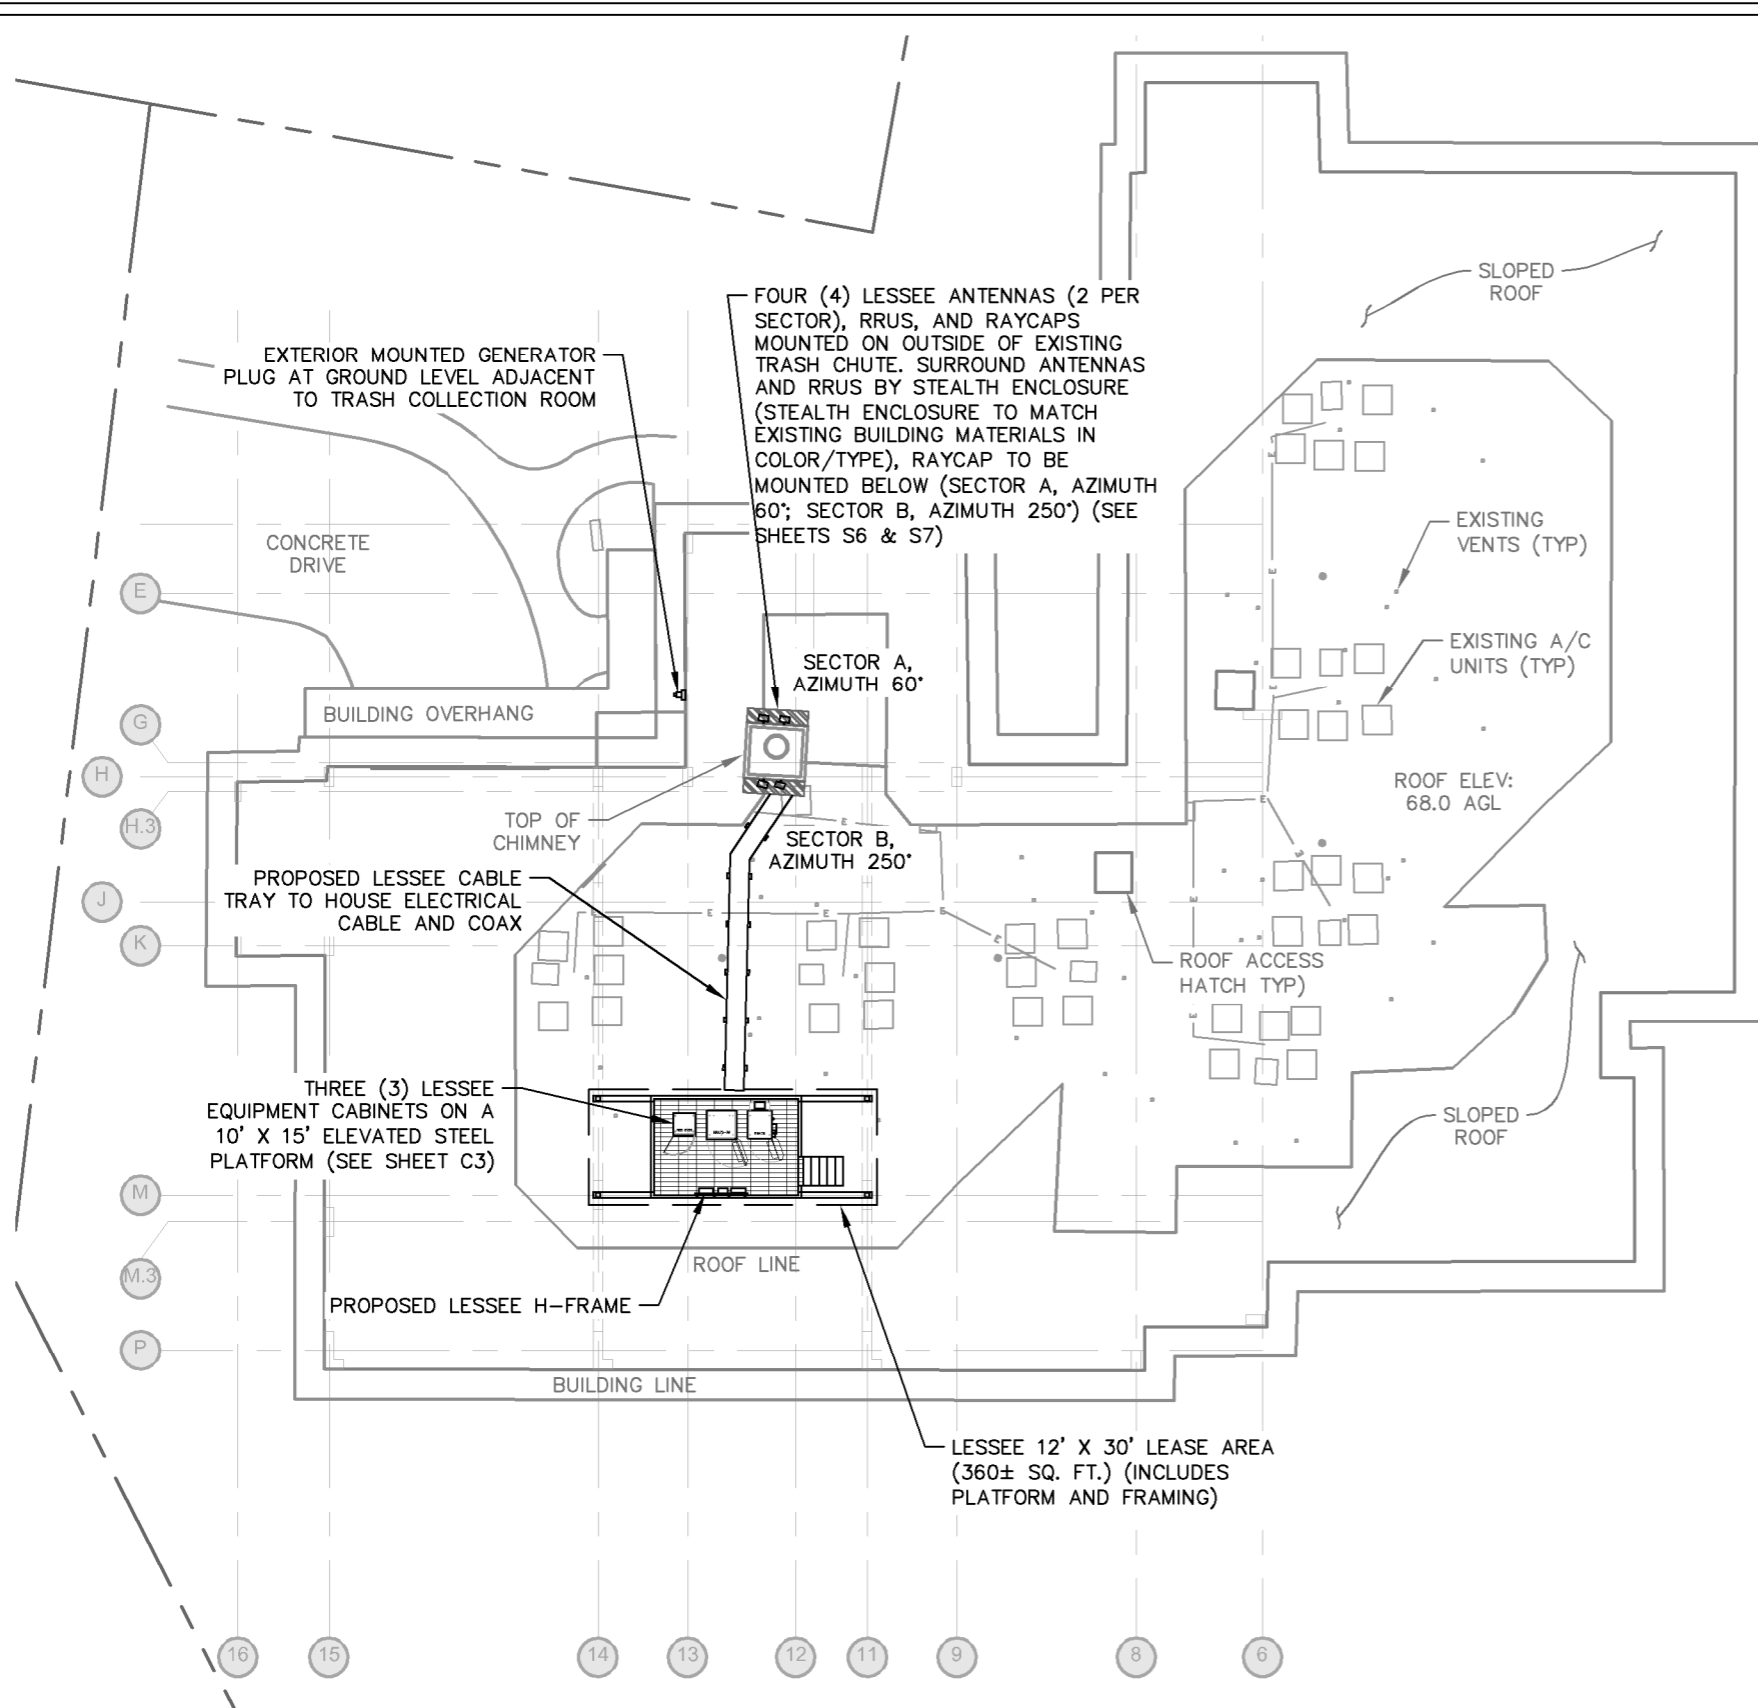 SLOPED
ROOF
FOUR (4) LESSEE ANTENNAS (2 PER
SECTOR), RRUS, AND RAYCAPS
MOUNTED ON OUTSIDE OF EXISTING
TRASH CHUTE. SURROUND ANTENNAS
AND RRUS BY STEALTH ENCLOSURE
(STEALTH ENCLOSURE TO MATCH
EXISTING BUILDING MATERIALS IN
COLOR/TYPE), RAYCAP TO BE
MOUNTED BELOW (SECTOR A, AZIMUTH
60°; SECTOR B, AZIMUTH 250°) (SEE
SHEETS S6 & S7)
EXTERIOR MOUNTED GENERATOR
PLUG AT GROUND LEVEL ADJACENT
TO TRASH COLLECTION ROOM
CONCRETE
DRIVE
EXISTING
VENTS (TYP)
E
EXISTING A/C
UNITS (TYP)
SECTOR A,
AZIMUTH 60°
BUILDING OVERHANG
G
H
ROOF ELEV:
68.0 AGL
H.3
TOP OF
CHIMNEY
SECTOR B,
AZIMUTH 250°
PROPOSED LESSEE CABLE
TRAY TO HOUSE ELECTRICAL
CABLE AND COAX
J
K
ROOF ACCESS
HATCH TYP)
THREE (3) LESSEE
EQUIPMENT CABINETS ON A
10' X 15' ELEVATED STEEL
PLATFORM (SEE SHEET C3)
SLOPED
ROOF
M
ROOF LINE
M.3
PROPOSED LESSEE H-FRAME
P
BUILDING LINE
LESSEE 12' X 30' LEASE AREA
(360± SQ. FT.) (INCLUDES
PLATFORM AND FRAMING)
16 15 14 13 12 11 9 8 6